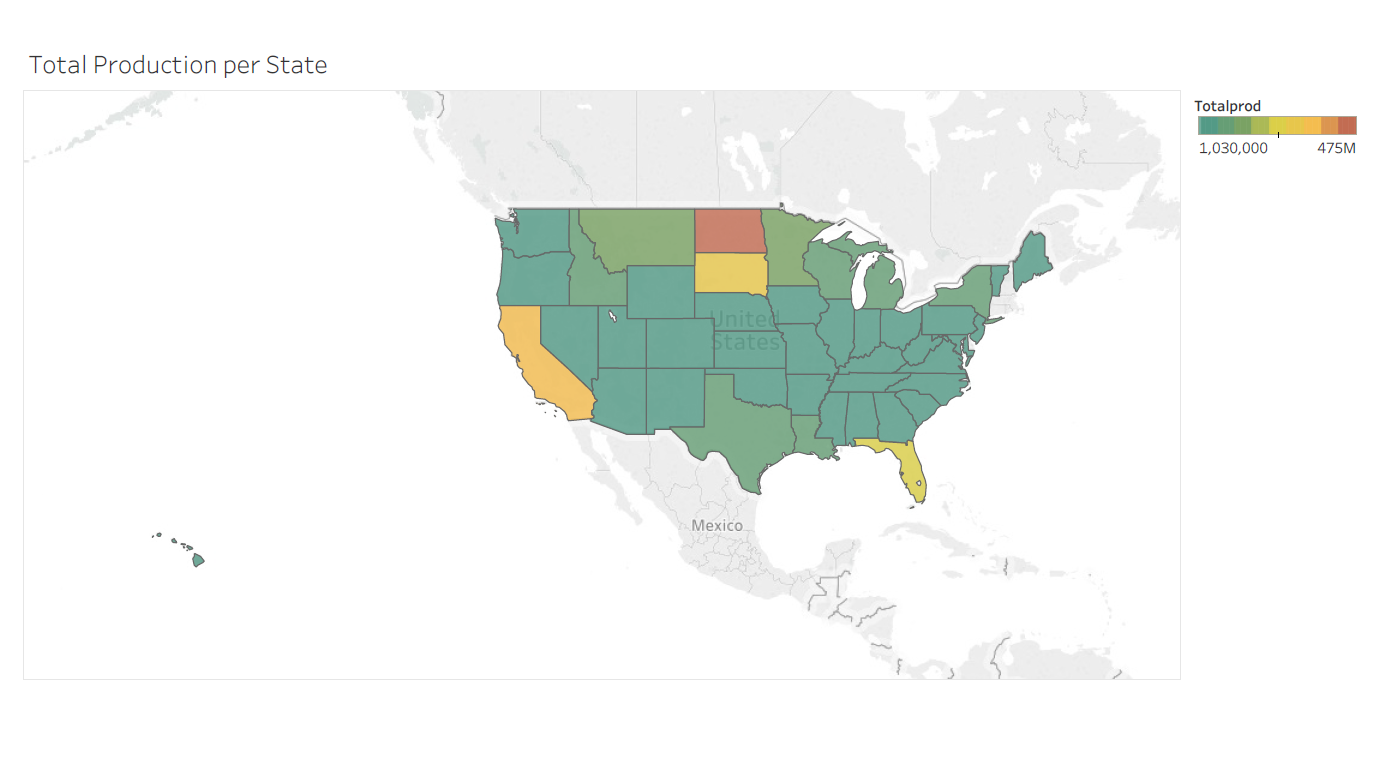 Total Production per State
Totalprod
1,030,000 475M
United
States
Mexico